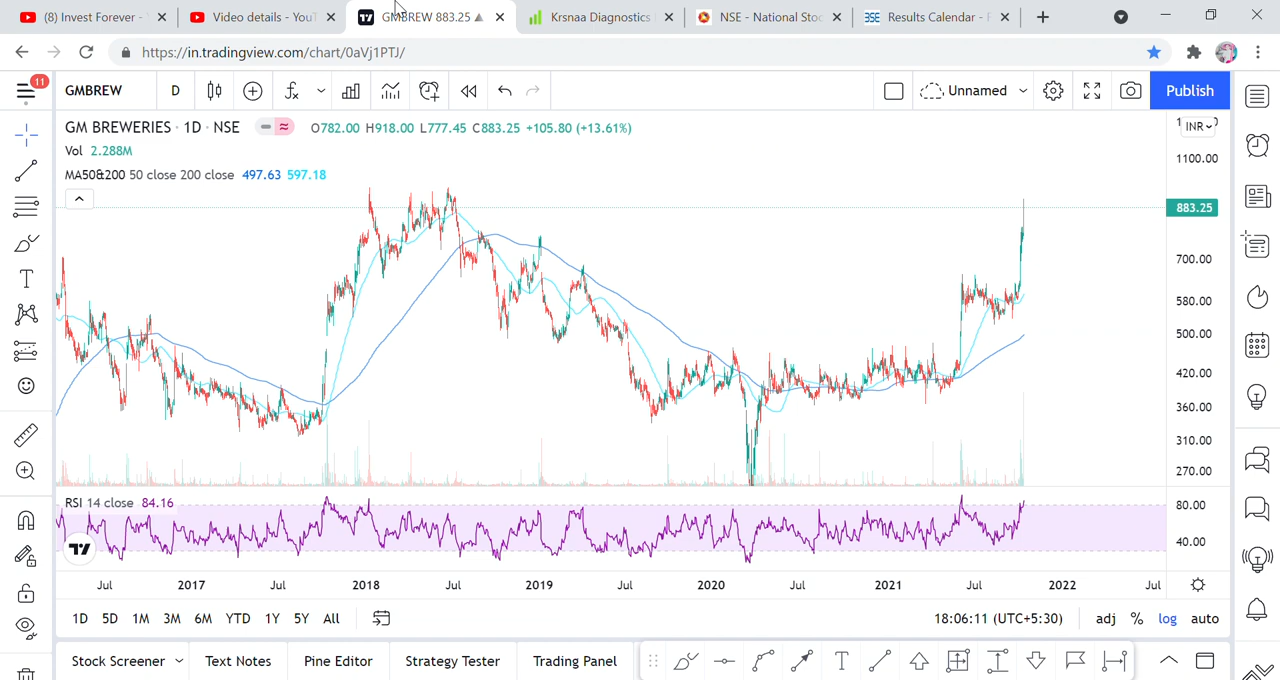 (8) Invest Forever - Video details - YouT GMBREW 883.25 Krsnaa Diagnostics NSE - National Stoc BSE Results Calendar - F
https://in.tradingview.com/chart/0aVj1PTJ/
11 GMBREW D Unnamed Publish
GM BREWERIES · 1D · NSE O782.00 H918.00 L777.45 C883.25 +105.80 (+13.61%) INR
Vol 2.288M
1100.00
MA50&200 50 close 200 close 497.63 597.18
883.25
700.00
580.00
500.00
420.00
360.00
310.00
270.00
RSI 14 close 84.16 80.00
40.00
Jul 2017 Jul 2018 Jul 2019 Jul 2020 Jul 2021 Jul 2022 Jul
1D 5D 1M 3M 6M YTD 1Y 5Y All 18:06:11 (UTC+5:30) adj % log auto
Stock Screener Text Notes Pine Editor Strategy Tester Trading Panel